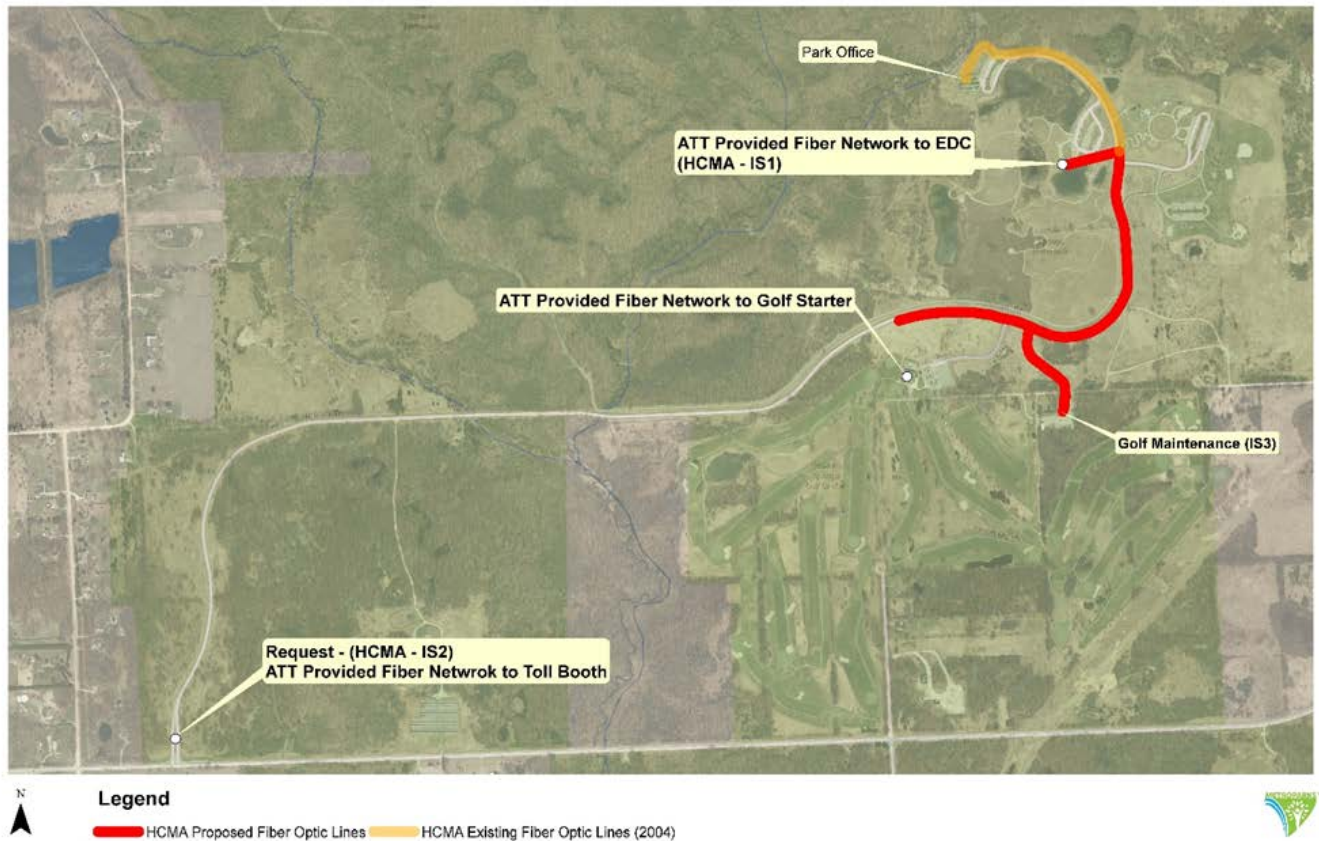 Park Office
ATT Provided Fiber Network to EDC
(HCMA - IS1)
ATT Provided Fiber Network to Golf Starter
Golf Maintenance (IS3)
Request - (HCMA - IS2)
ATT Provided Fiber Netwrok to Toll Booth
N
Legend
HCMA Proposed Fiber Optic Lines
HCMA Existing Fiber Optic Lines (2004)
METROPARKS